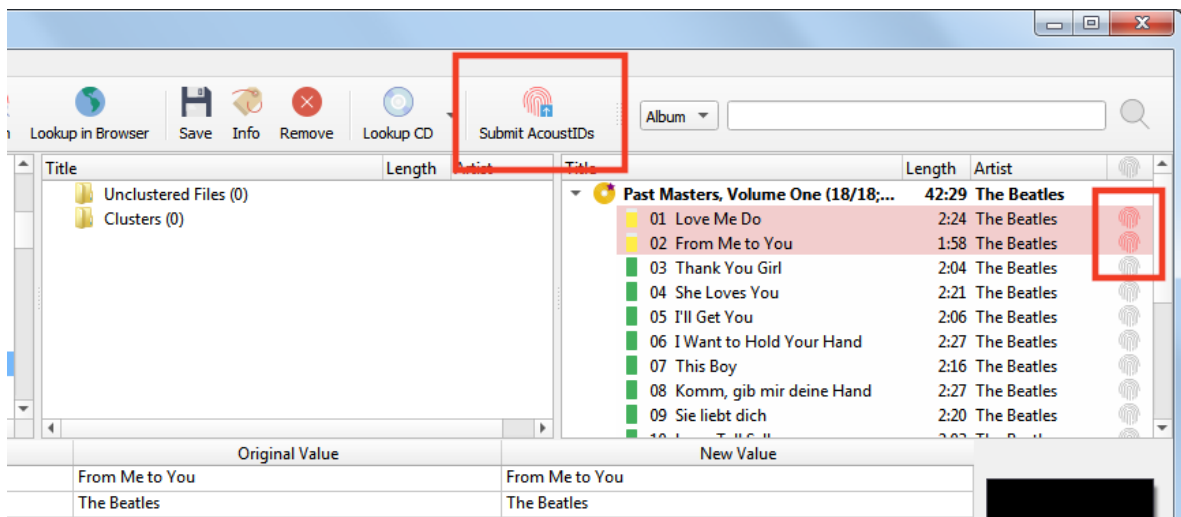 Lookup in Browser Save Info Remove Lookup CD Submit AcoustIDs Album
Title Length Artist
Unclustered Files (0)
Clusters (0)
Title Length Artist
Past Masters, Volume One (18/18;... 42:29 The Beatles
01 Love Me Do 2:24 The Beatles
02 From Me to You 1:58 The Beatles
03 Thank You Girl 2:04 The Beatles
04 She Loves You 2:21 The Beatles
05 I'll Get You 2:06 The Beatles
06 I Want to Hold Your Hand 2:27 The Beatles
07 This Boy 2:16 The Beatles
08 Komm, gib mir deine Hand 2:27 The Beatles
09 Sie liebt dich 2:20 The Beatles
Original Value New Value
From Me to You From Me to You
The Beatles The Beatles